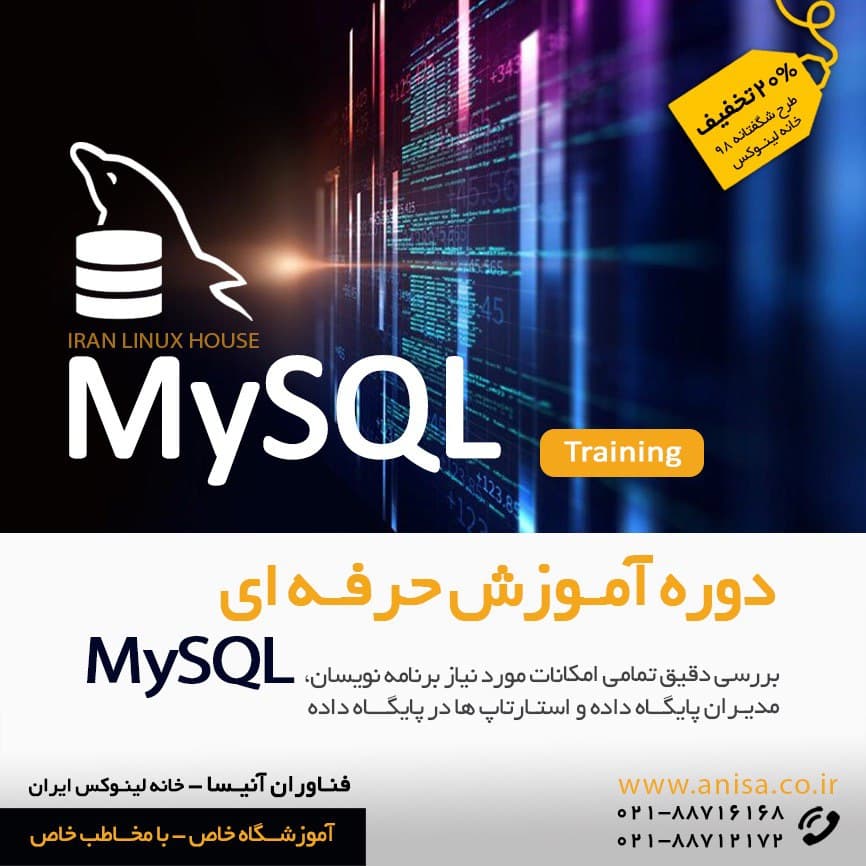 ۲۰% تخفیف
طرح شگفتانه ۹۸
خانه لینوکس
IRAN LINUX HOUSE
MySQL
Training
دوره آموزش حرفه ای
بررسی دقیق تمامی امکانات مورد نیاز برنامه نویسان، MySQL
مدیران پایگاه داده و استارتاپ ها در پایگاه داده
www.anisa.co.ir
۰۲۱-۸۸۷۱۶۱۶۸
۰۲۱-۸۸۷۱۲۱۷۲
فناوران آنیسا - خانه لینوکس ایران
آموزشگاه خاص - با مخاطب خاص